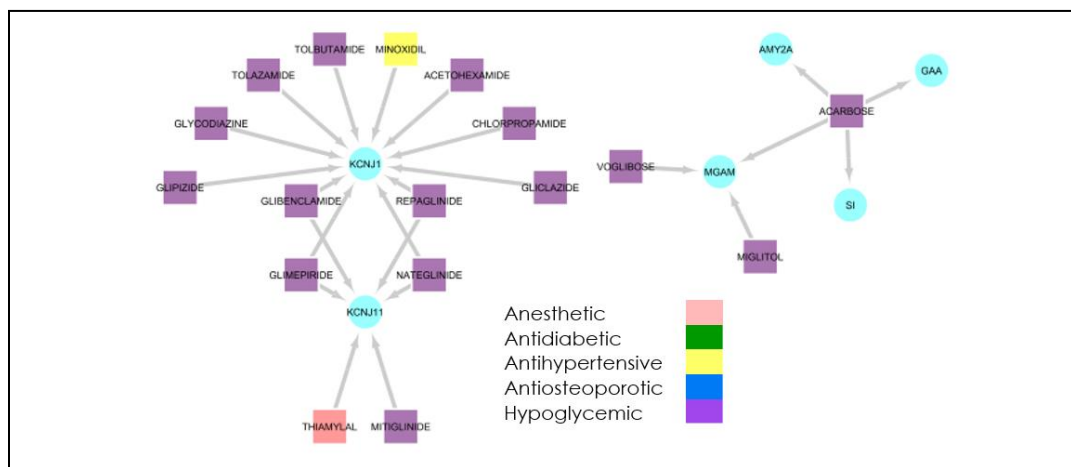 TOLBUTAMIDE
MINOXIDIL
TOLAZAMIDE
ACETOHEXAMIDE
GLYCODIAZINE
CHLORPROPAMIDE
KCNJ1
GLIPIZIDE
GLICLAZIDE
GLIBENCLAMIDE
REPAGLINIDE
GLIMEPIRIDE
NATEGLINIDE
KCNJ11
THIAMYLAL
MITIGLINIDE
AMY2A
GAA
ACARBOSE
VOGLIBOSE
MGAM
SI
MIGLITOL
Anesthetic
Antidiabetic
Antihypertensive
Antiosteoporotic
Hypoglycemic